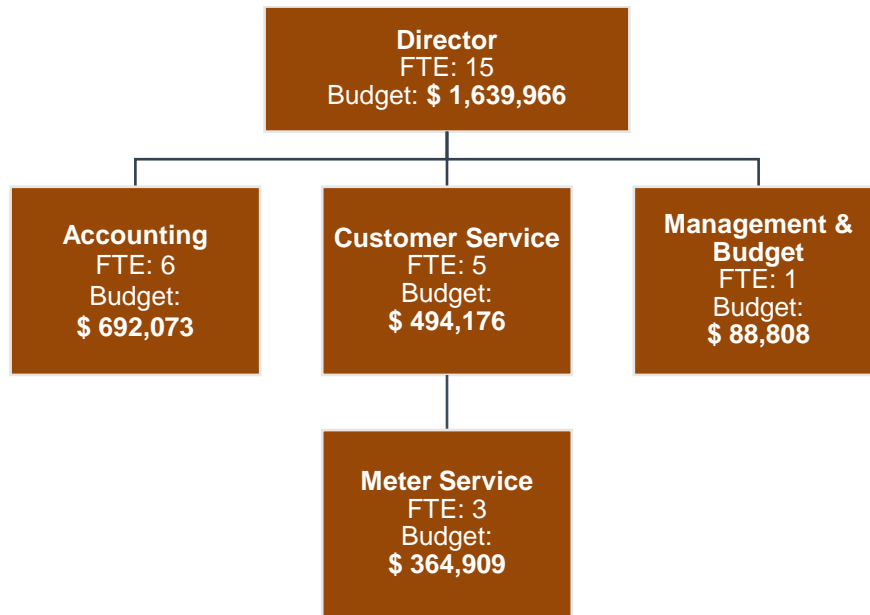 Director
FTE: 15
Budget: $ 1,639,966
Accounting
FTE: 6
Budget:
$ 692,073
Customer Service
FTE: 5
Budget:
$ 494,176
Management &
Budget
FTE: 1
Budget:
$ 88,808
Meter Service
FTE: 3
Budget:
$ 364,909